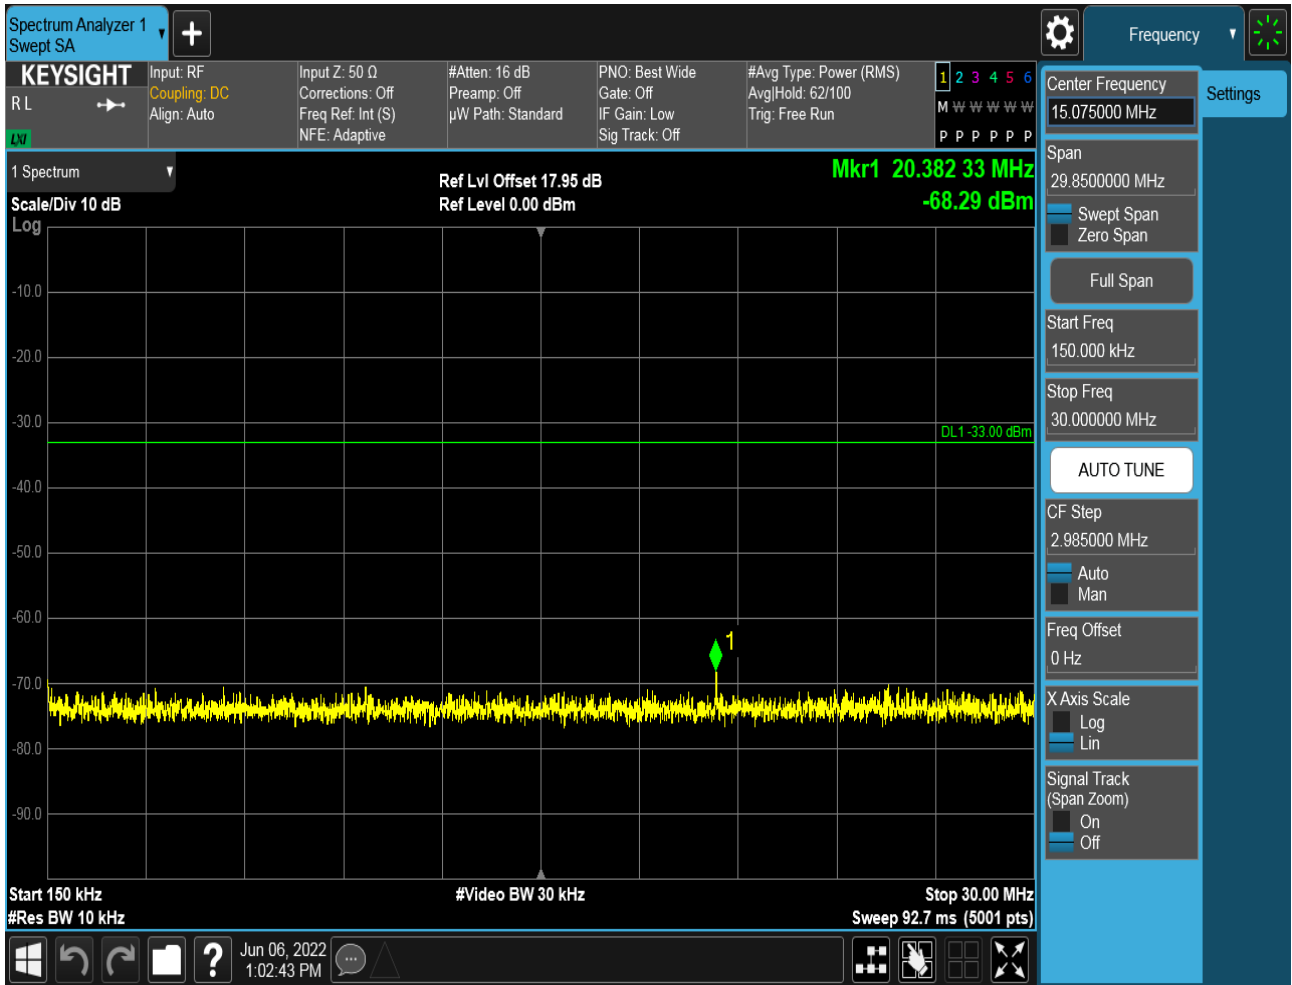 Spectrum Analyzer 1
Swept SA
Frequency
KEYSIGHT
R L
LXI
Input: RF
Coupling: DC
Align: Auto
Input Z: 50 Ω
Corrections: Off
Freq Ref: Int (S)
NFE: Adaptive
#Atten: 16 dB
Preamp: Off
µW Path: Standard
PNO: Best Wide
Gate: Off
IF Gain: Low
Sig Track: Off
#Avg Type: Power (RMS)
Avg|Hold: 62/100
Trig: Free Run
1 2 3 4 5 6
M W W W W W
P P P P P P
1 Spectrum
Scale/Div 10 dB
Log
Ref Lvl Offset 17.95 dB
Ref Level 0.00 dBm
Mkr1 20.382 33 MHz
-68.29 dBm
-10.0
-20.0
-30.0
DL1 -33.00 dBm
-40.0
-50.0
-60.0
1
-70.0
-80.0
-90.0
Start 150 kHz
#Video BW 30 kHz
Stop 30.00 MHz
#Res BW 10 kHz
Sweep 92.7 ms (5001 pts)
?
Jun 06, 2022
1:02:43 PM
Center Frequency
15.075000 MHz
Settings
Span
29.8500000 MHz
Swept Span
Zero Span
Full Span
Start Freq
150.000 kHz
Stop Freq
30.000000 MHz
AUTO TUNE
CF Step
2.985000 MHz
Auto
Man
Freq Offset
0 Hz
X Axis Scale
Log
Lin
Signal Track
(Span Zoom)
On
Off